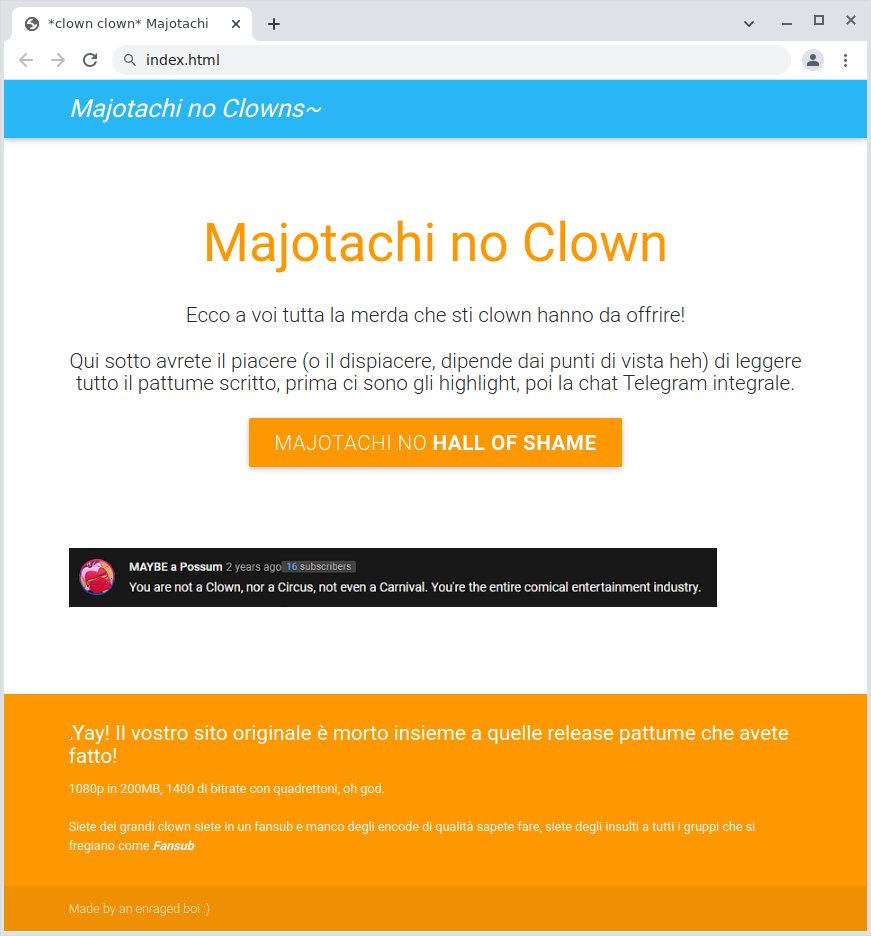 *clown clown* Majotachi
index.html
Majotachi no Clowns~
Majotachi no Clown
Ecco a voi tutta la merda che sti clown hanno da offrire!
Qui sotto avrete il piacere (o il dispiacere, dipende dai punti di vista heh) di leggere
tutto il pattume scritto, prima ci sono gli highlight, poi la chat Telegram integrale.
MAJOTACHI NO HALL OF SHAME
MAYBE a Possum 2 years ago 16 subscribers
You are not a Clown, nor a Circus, not even a Carnival. You're the entire comical entertainment industry.
.Yay! Il vostro sito originale è morto insieme a quelle release pattume che avete
fatto!
1080p in 200MB, 1400 di bitrate con quadrettoni, oh god.
Siete dei grandi clown siete in un fansub e manco degli encode di qualità sapete fare, siete degli insulti a tutti i gruppi che si
fregiano come Fansub
Made by an enraged boi :)